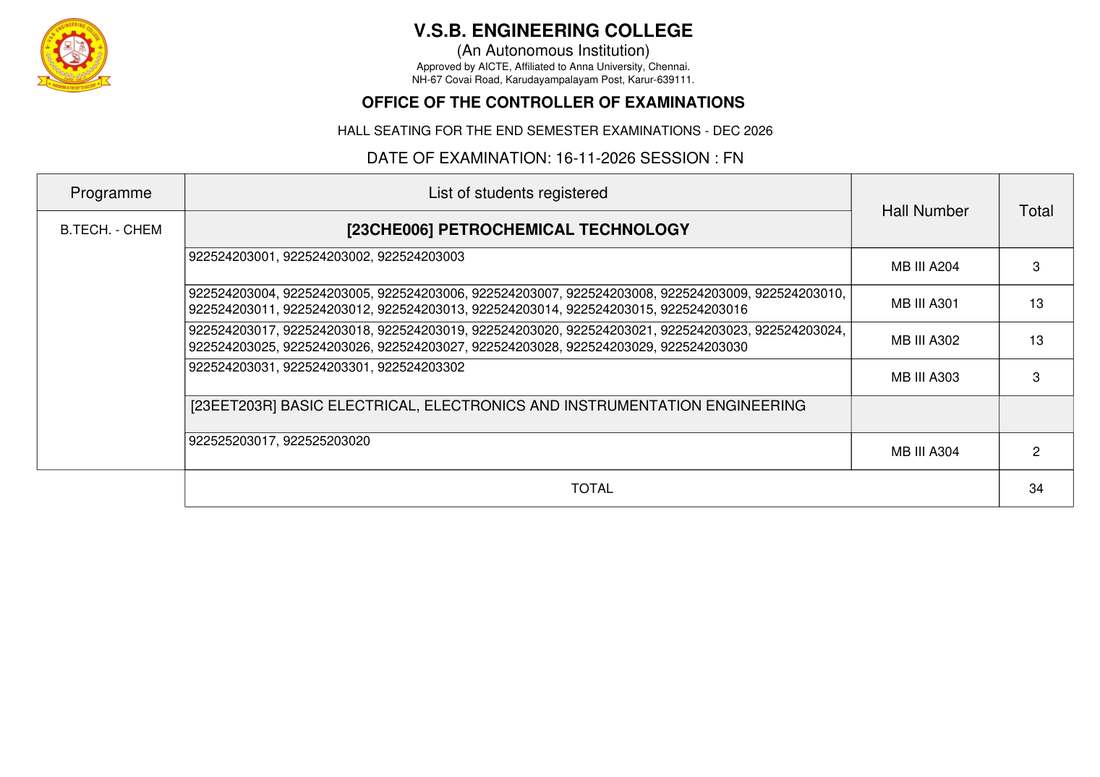 V.S.B. ENGINEERING COLLEGE
(An Autonomous Institution)
Approved by AICTE, Affiliated to Anna University, Chennai.
NH-67 Covai Road, Karudayampalayam Post, Karur-639111.
OFFICE OF THE CONTROLLER OF EXAMINATIONS
HALL SEATING FOR THE END SEMESTER EXAMINATIONS - DEC 2026
DATE OF EXAMINATION: 16-11-2026 SESSION : FN
Programme List of students registered Hall Number Total
B.TECH. - CHEM [23CHE006] PETROCHEMICAL TECHNOLOGY
922524203001, 922524203002, 922524203003 MB III A204 3
922524203004, 922524203005, 922524203006, 922524203007, 922524203008, 922524203009, 922524203010,
922524203011, 922524203012, 922524203013, 922524203014, 922524203015, 922524203016 MB III A301 13
922524203017, 922524203018, 922524203019, 922524203020, 922524203021, 922524203023, 922524203024,
922524203025, 922524203026, 922524203027, 922524203028, 922524203029, 922524203030 MB III A302 13
922524203031, 922524203301, 922524203302 MB III A303 3
[23EET203R] BASIC ELECTRICAL, ELECTRONICS AND INSTRUMENTATION ENGINEERING
922525203017, 922525203020 MB III A304 2
TOTAL 34